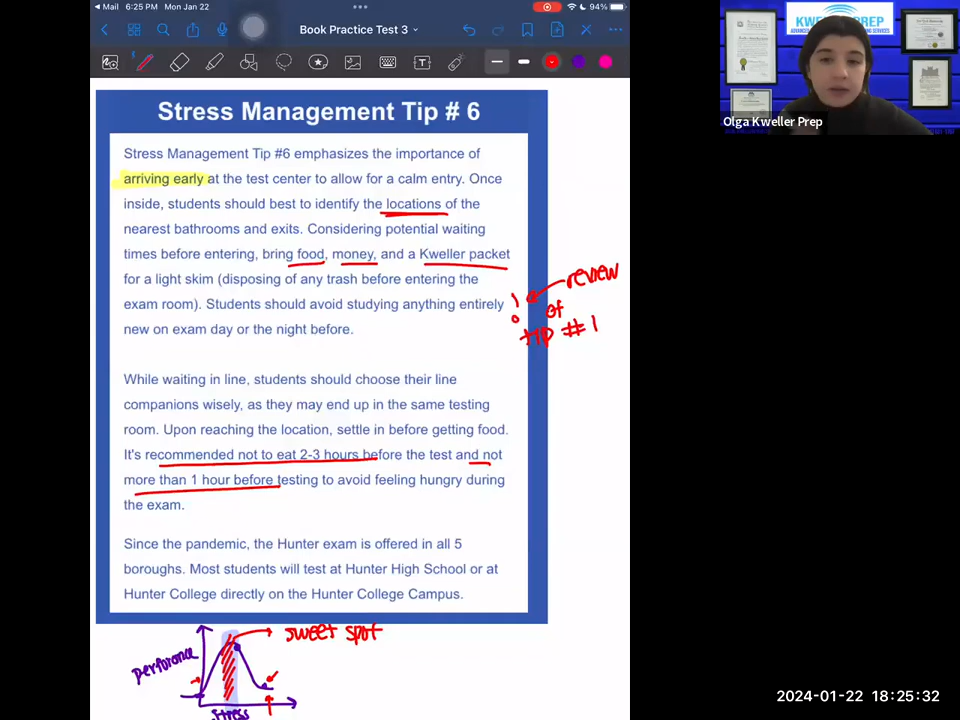 Mail 6:25 PM Mon Jan 22
94%
Book Practice Test 3
Stress Management Tip # 6
Stress Management Tip #6 emphasizes the importance of
arriving early at the test center to allow for a calm entry. Once
inside, students should best to identify the locations of the
nearest bathrooms and exits. Considering potential waiting
times before entering, bring food, money, and a Kweller packet
for a light skim (disposing of any trash before entering the
exam room). Students should avoid studying anything entirely
new on exam day or the night before.
review
of
tip #1
While waiting in line, students should choose their line
companions wisely, as they may end up in the same testing
room. Upon reaching the location, settle in before getting food.
It's recommended not to eat 2-3 hours before the test and not
more than 1 hour before testing to avoid feeling hungry during
the exam.
Since the pandemic, the Hunter exam is offered in all 5
boroughs. Most students will test at Hunter High School or at
Hunter College directly on the Hunter College Campus.
sweet spot
perforance
stress
KWELLER PREP
Olga Kweller Prep
2024-01-22 18:25:32